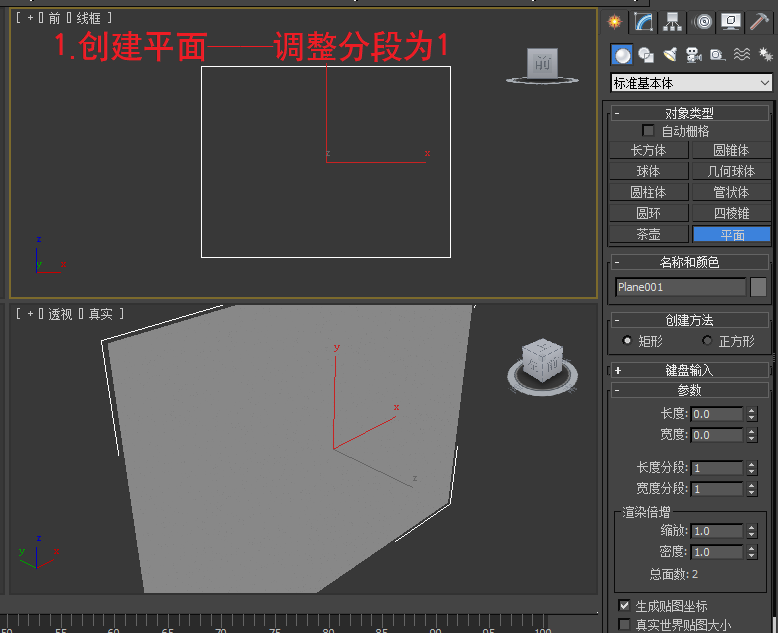 [ + ▯ 前 ▯ 线框 ]
1.创建平面——调整分段为1
前
z
x
z
y
x
标准基本体
- 对象类型
自动栅格
长方体 圆锥体
球体 几何球体
圆柱体 管状体
圆环 四棱锥
茶壶 平面
- 名称和颜色
Plane001
- 创建方法
矩形 正方形
+ 键盘输入
- 参数
长度: 0.0
宽度: 0.0
长度分段: 1
宽度分段: 1
渲染倍增
缩放: 1.0
密度: 1.0
总面数: 2
生成贴图坐标
真实世界贴图大小
[ + ▯ 透视 ▯ 真实 ]
y
x
z
前
z
y
50 55 60 65 70 75 80 85 90 95 100